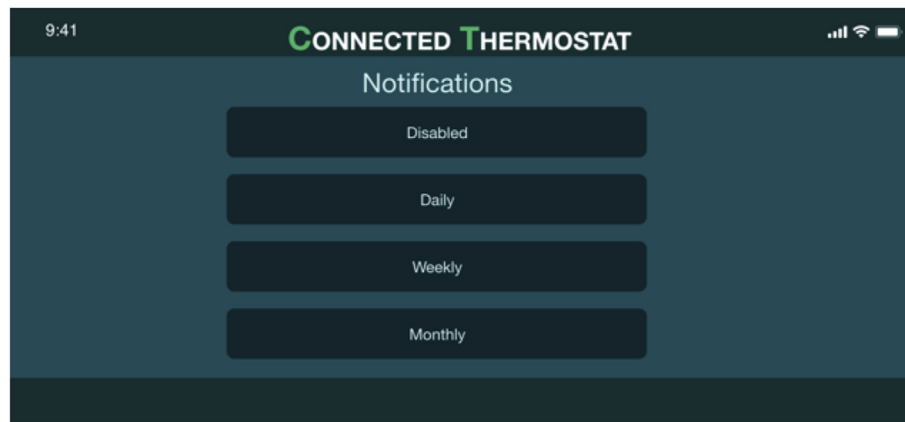 9:41
CONNECTED THERMOSTAT
Notifications
Disabled
Daily
Weekly
Monthly